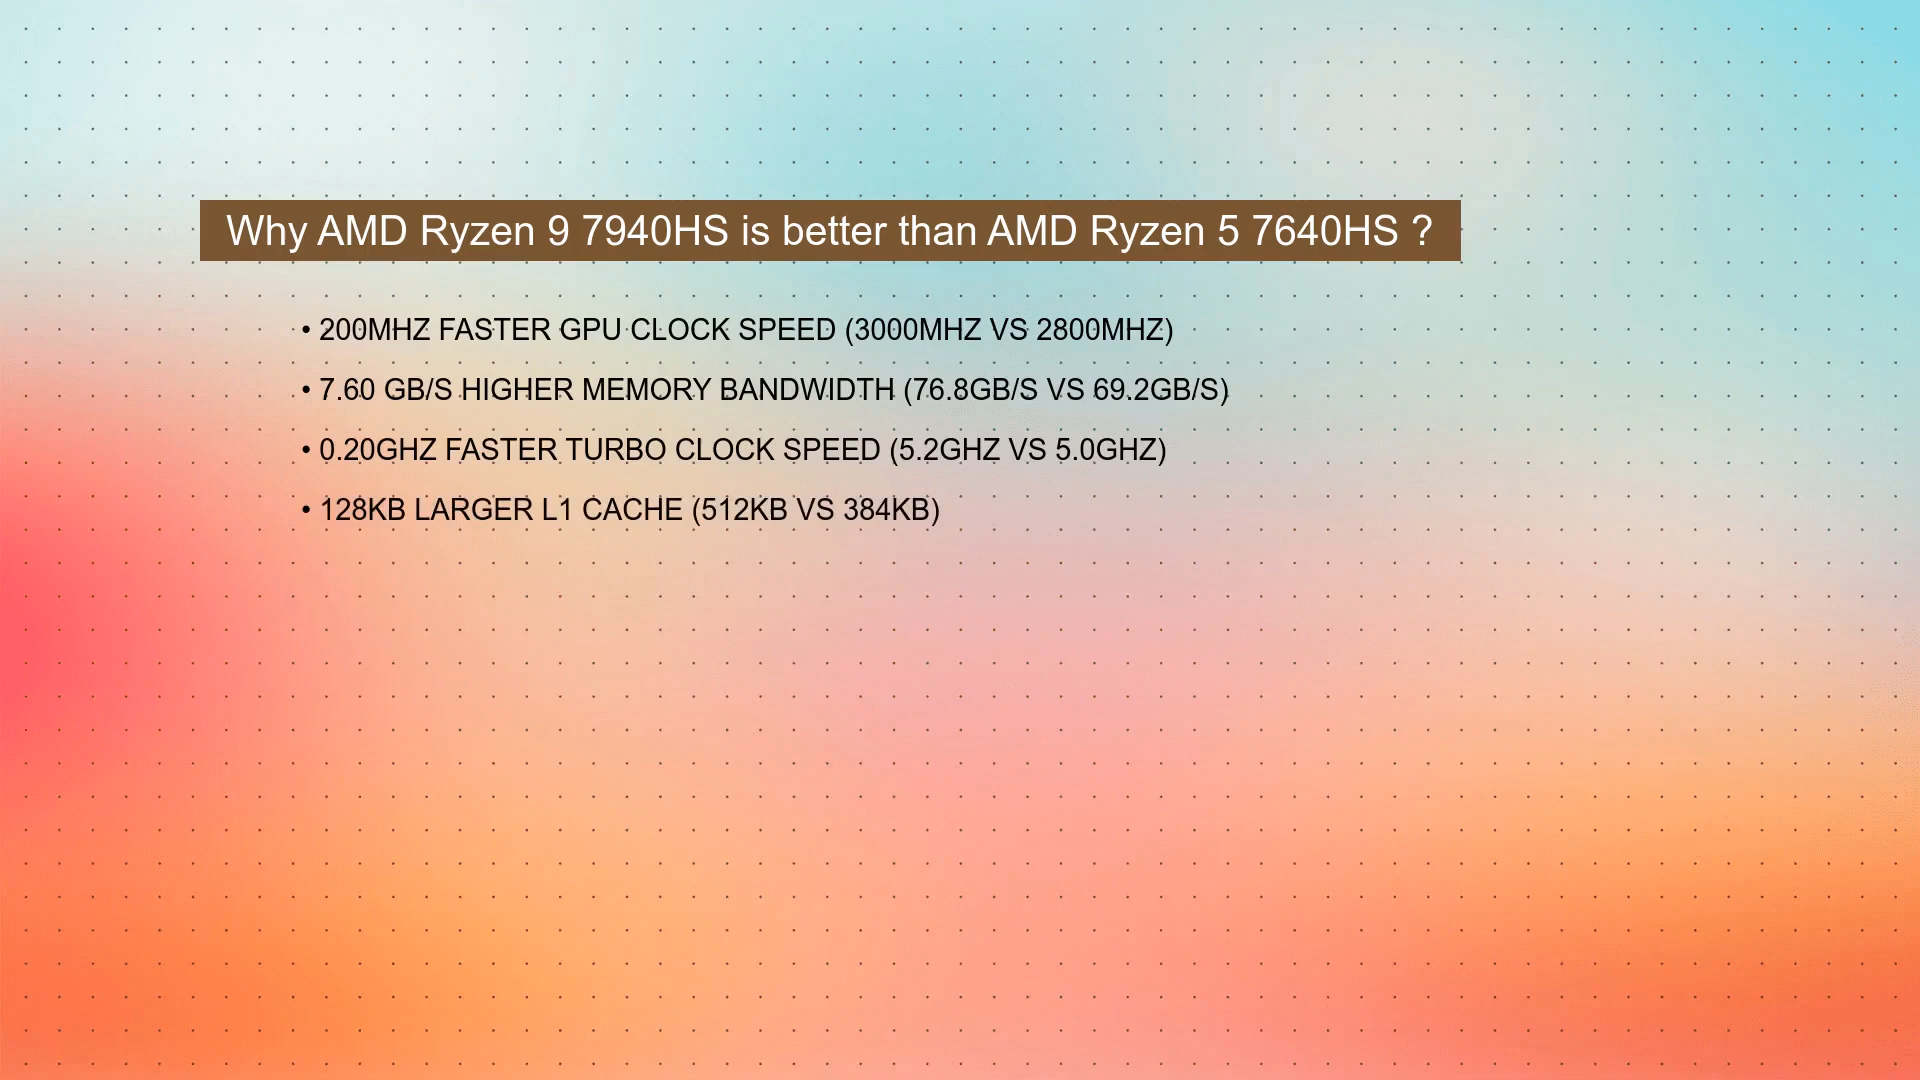 Why AMD Ryzen 9 7940HS is better than AMD Ryzen 5 7640HS ?
• 200MHZ FASTER GPU CLOCK SPEED (3000MHZ VS 2800MHZ)
• 7.60 GB/S HIGHER MEMORY BANDWIDTH (76.8GB/S VS 69.2GB/S)
• 0.20GHZ FASTER TURBO CLOCK SPEED (5.2GHZ VS 5.0GHZ)
• 128KB LARGER L1 CACHE (512KB VS 384KB)